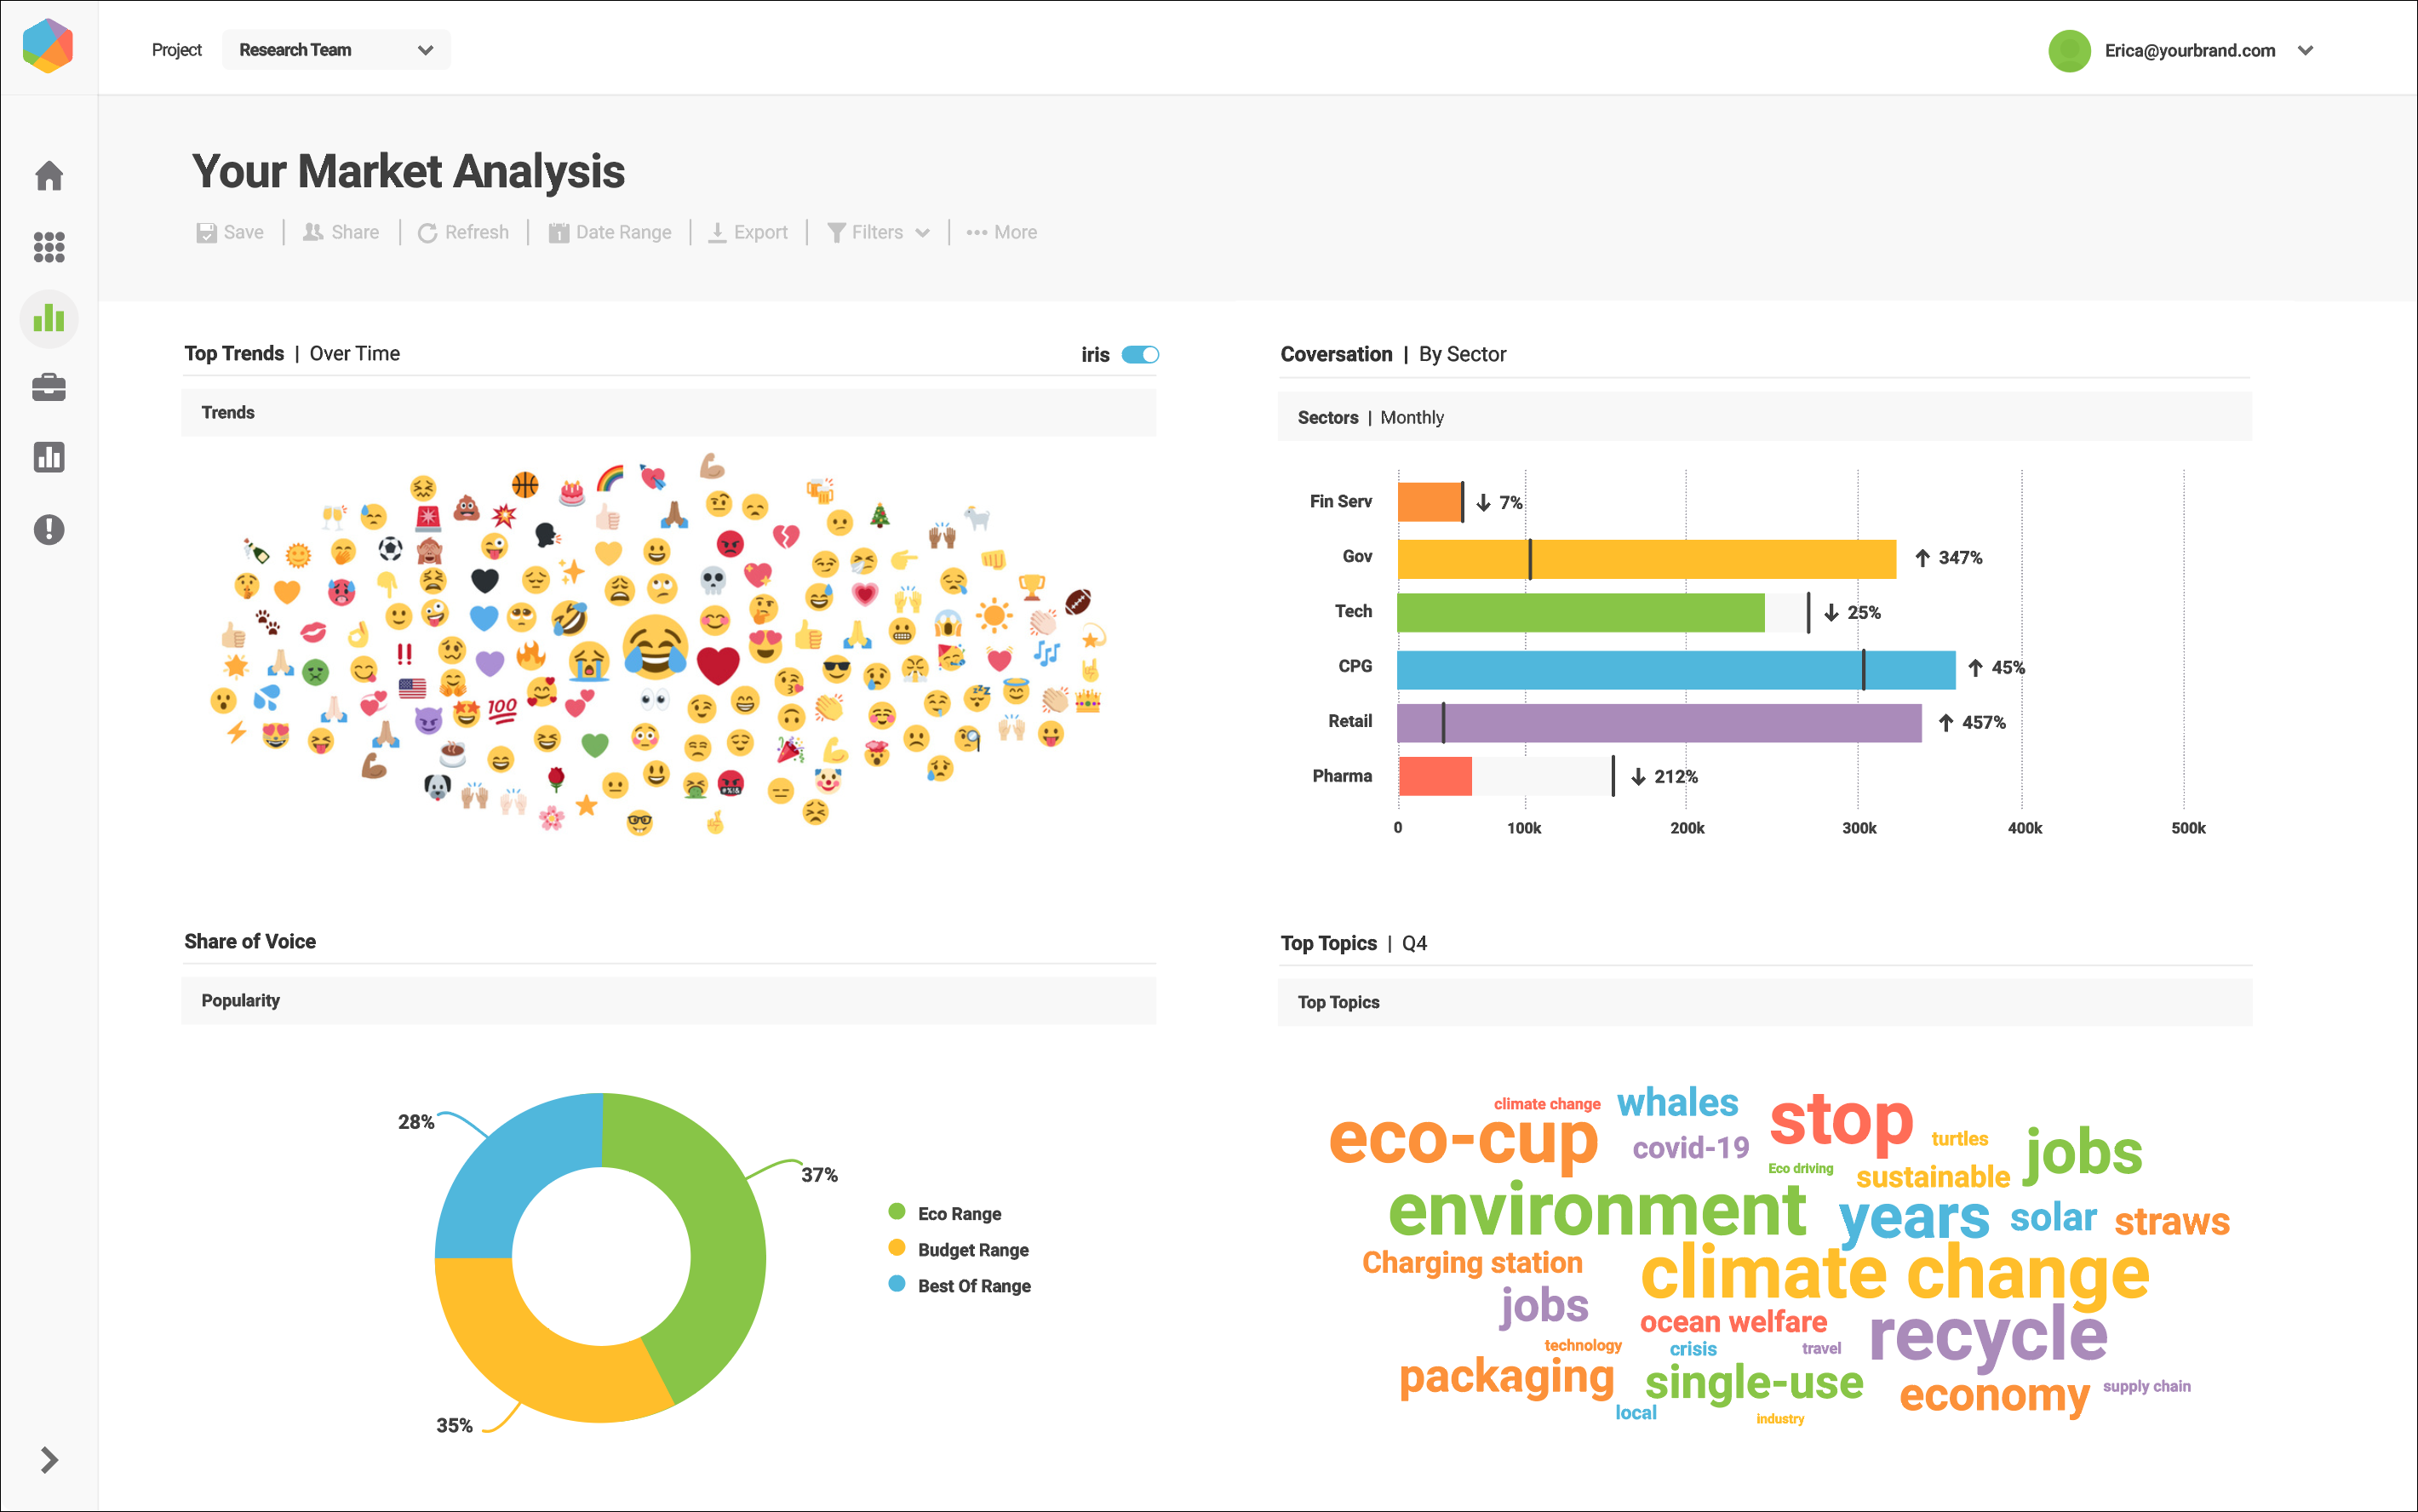 Project
Research Team
Erica@yourbrand.com
Your Market Analysis
Save | Share | Refresh | Date Range | Export | Filters | ••• More
Top Trends | Over Time
iris
Trends
100
Coversation | By Sector
Sectors | Monthly
Fin Serv
7%
Gov
347%
Tech
25%
CPG
45%
Retail
457%
Pharma
212%
0 100k 200k 300k 400k 500k
Share of Voice
Popularity
28%
37%
35%
Eco Range
Budget Range
Best Of Range
Top Topics | Q4
Top Topics
climate change
whales
stop
eco-cup
covid-19
turtles
jobs
Eco driving
sustainable
environment
years
solar
straws
Charging station
climate change
jobs
ocean welfare
recycle
technology
crisis
travel
packaging
single-use
economy
supply chain
local
industry